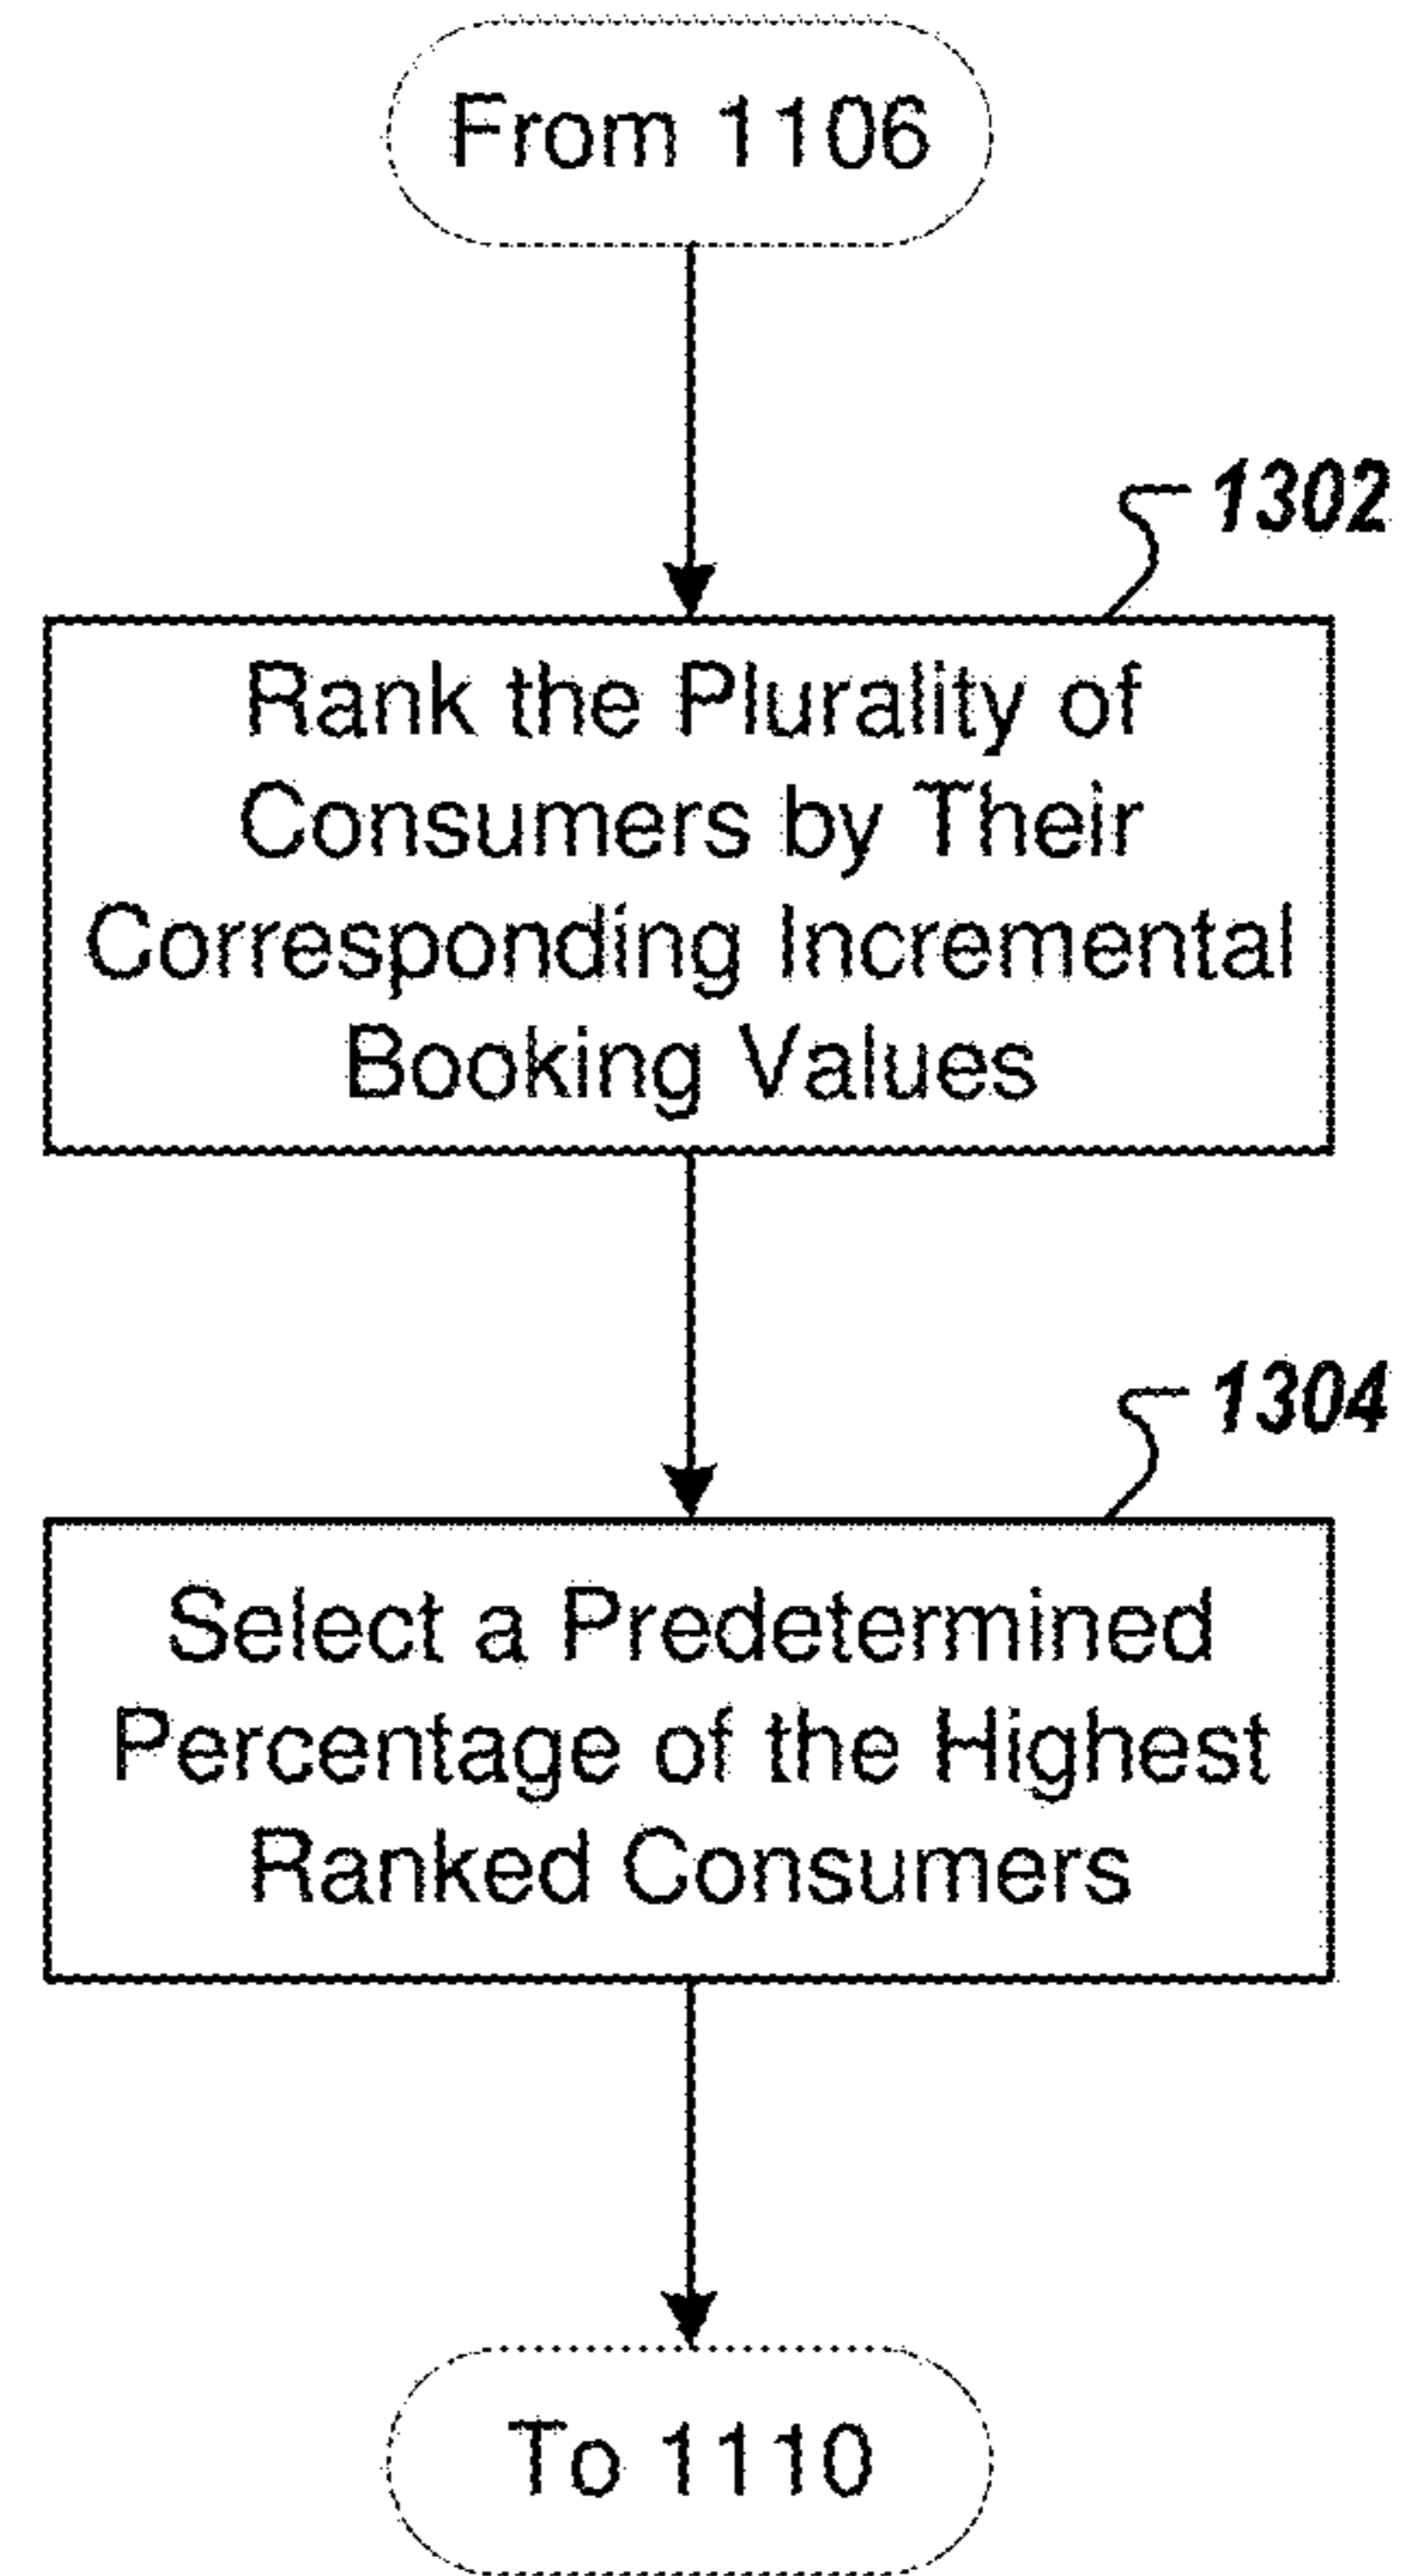 From 1106
1302
Rank the Plurality of
Consumers by Their
Corresponding Incremental
Booking Values
1304
Select a Predetermined
Percentage of the Highest
Ranked Consumers
To 1110